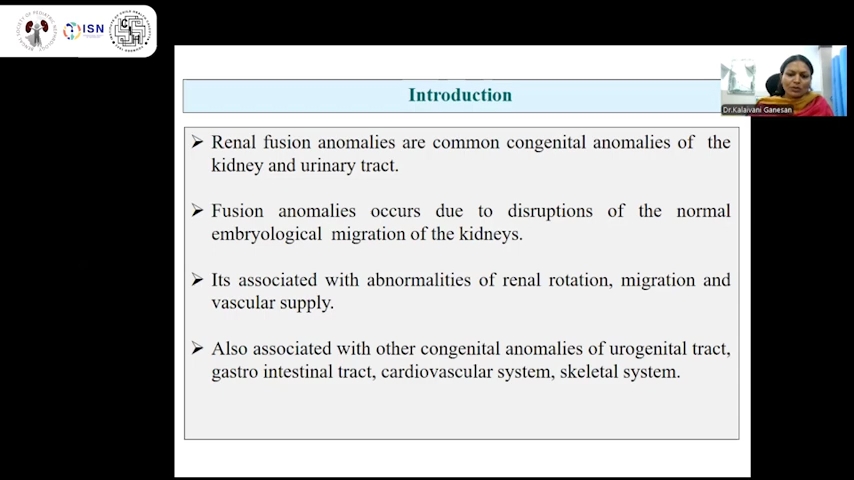 ISN
Introduction
Dr.Kalaivani Ganesan
➢ Renal fusion anomalies are common congenital anomalies of the
kidney and urinary tract.
➢ Fusion anomalies occurs due to disruptions of the normal
embryological migration of the kidneys.
➢ Its associated with abnormalities of renal rotation, migration and
vascular supply.
➢ Also associated with other congenital anomalies of urogenital tract,
gastro intestinal tract, cardiovascular system, skeletal system.